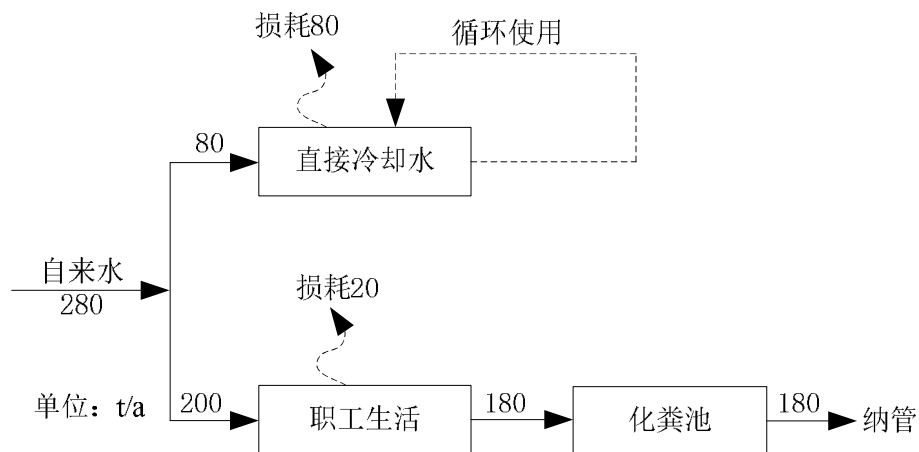 损耗80
循环使用
80
直接冷却水
自来水
280
损耗20
单位：t/a
200
职工生活
180
化粪池
180
纳管